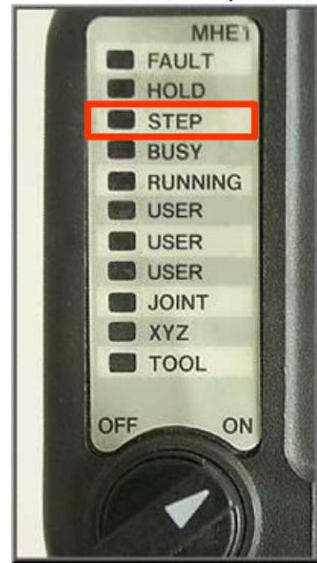 MHE1
FAULT
HOLD
STEP
BUSY
RUNNING
USER
USER
USER
JOINT
XYZ
TOOL
OFF ON